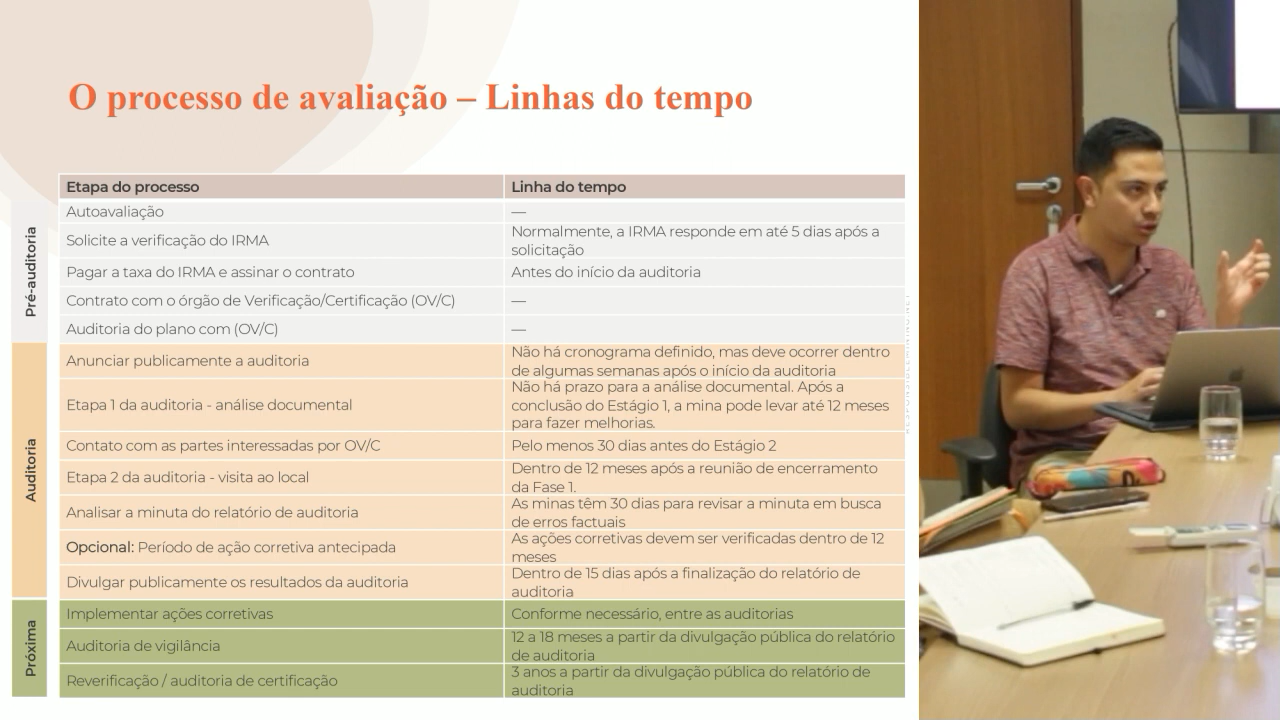 O processo de avaliação – Linhas do tempo
Etapa do processo
Linha do tempo
Pré-auditoria
Autoavaliação
—
Solicite a verificação do IRMA
Normalmente, a IRMA responde em até 5 dias após a
solicitação
Pagar a taxa do IRMA e assinar o contrato
Antes do início da auditoria
Contrato com o órgão de Verificação/Certificação (OV/C)
—
Auditoria do plano com (OV/C)
—
Auditoria
Anunciar publicamente a auditoria
Não há cronograma definido, mas deve ocorrer dentro
de algumas semanas após o início da auditoria
Etapa 1 da auditoria - análise documental
Não há prazo para a análise documental. Após a
conclusão do Estágio 1, a mina pode levar até 12 meses
para fazer melhorias.
Contato com as partes interessadas por OV/C
Pelo menos 30 dias antes do Estágio 2
Etapa 2 da auditoria - visita ao local
Dentro de 12 meses após a reunião de encerramento
da Fase 1.
Analisar a minuta do relatório de auditoria
As minas têm 30 dias para revisar a minuta em busca
de erros factuais
Opcional: Período de ação corretiva antecipada
As ações corretivas devem ser verificadas dentro de 12
meses
Divulgar publicamente os resultados da auditoria
Dentro de 15 dias após a finalização do relatório de
auditoria
Próxima
Implementar ações corretivas
Conforme necessário, entre as auditorias
Auditoria de vigilância
12 a 18 meses a partir da divulgação pública do relatório
de auditoria
Reverificação / auditoria de certificação
3 anos a partir da divulgação pública do relatório de
auditoria